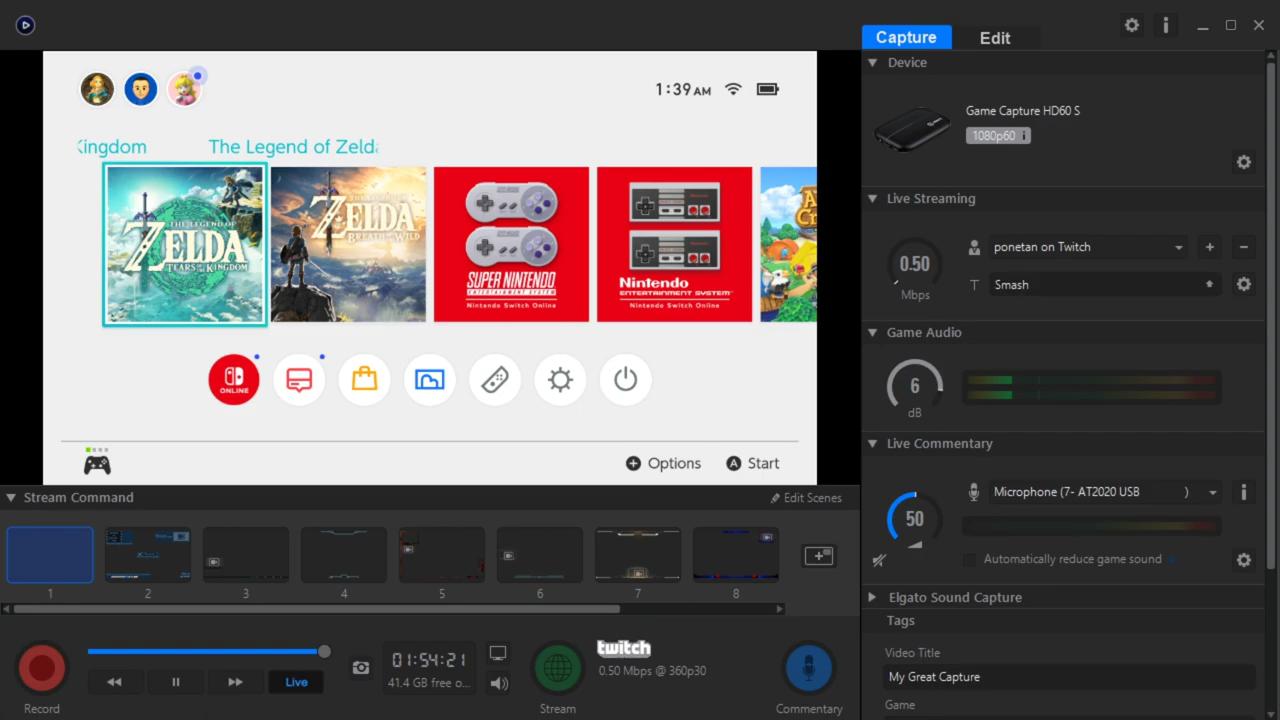 Capture
Edit
1:39 AM
Kingdom
The Legend of Zeld
THE LEGEND OF
ZELDA
TEARS OF THE KINGDOM
THE LEGEND OF
ZELDA
BREATH OF THE WILD
SUPER NINTENDO
ENTERTAINMENT SYSTEM
Nintendo Switch Online
Nintendo
ENTERTAINMENT SYSTEM™
Nintendo Switch Online
ONLINE
Options
A Start
Device
Game Capture HD60 S
1080p60 i
Live Streaming
0.50
Mbps
ponetan on Twitch
T Smash
Game Audio
6
dB
Live Commentary
50
Microphone (7- AT2020 USB )
Automatically reduce game sound
Elgato Sound Capture
Tags
Video Title
My Great Capture
Game
Stream Command
Edit Scenes
1 2 3 4 5 6 7 8
Record
Live
01:54:21
41.4 GB free o...
Stream
twitch
0.50 Mbps @ 360p30
Commentary